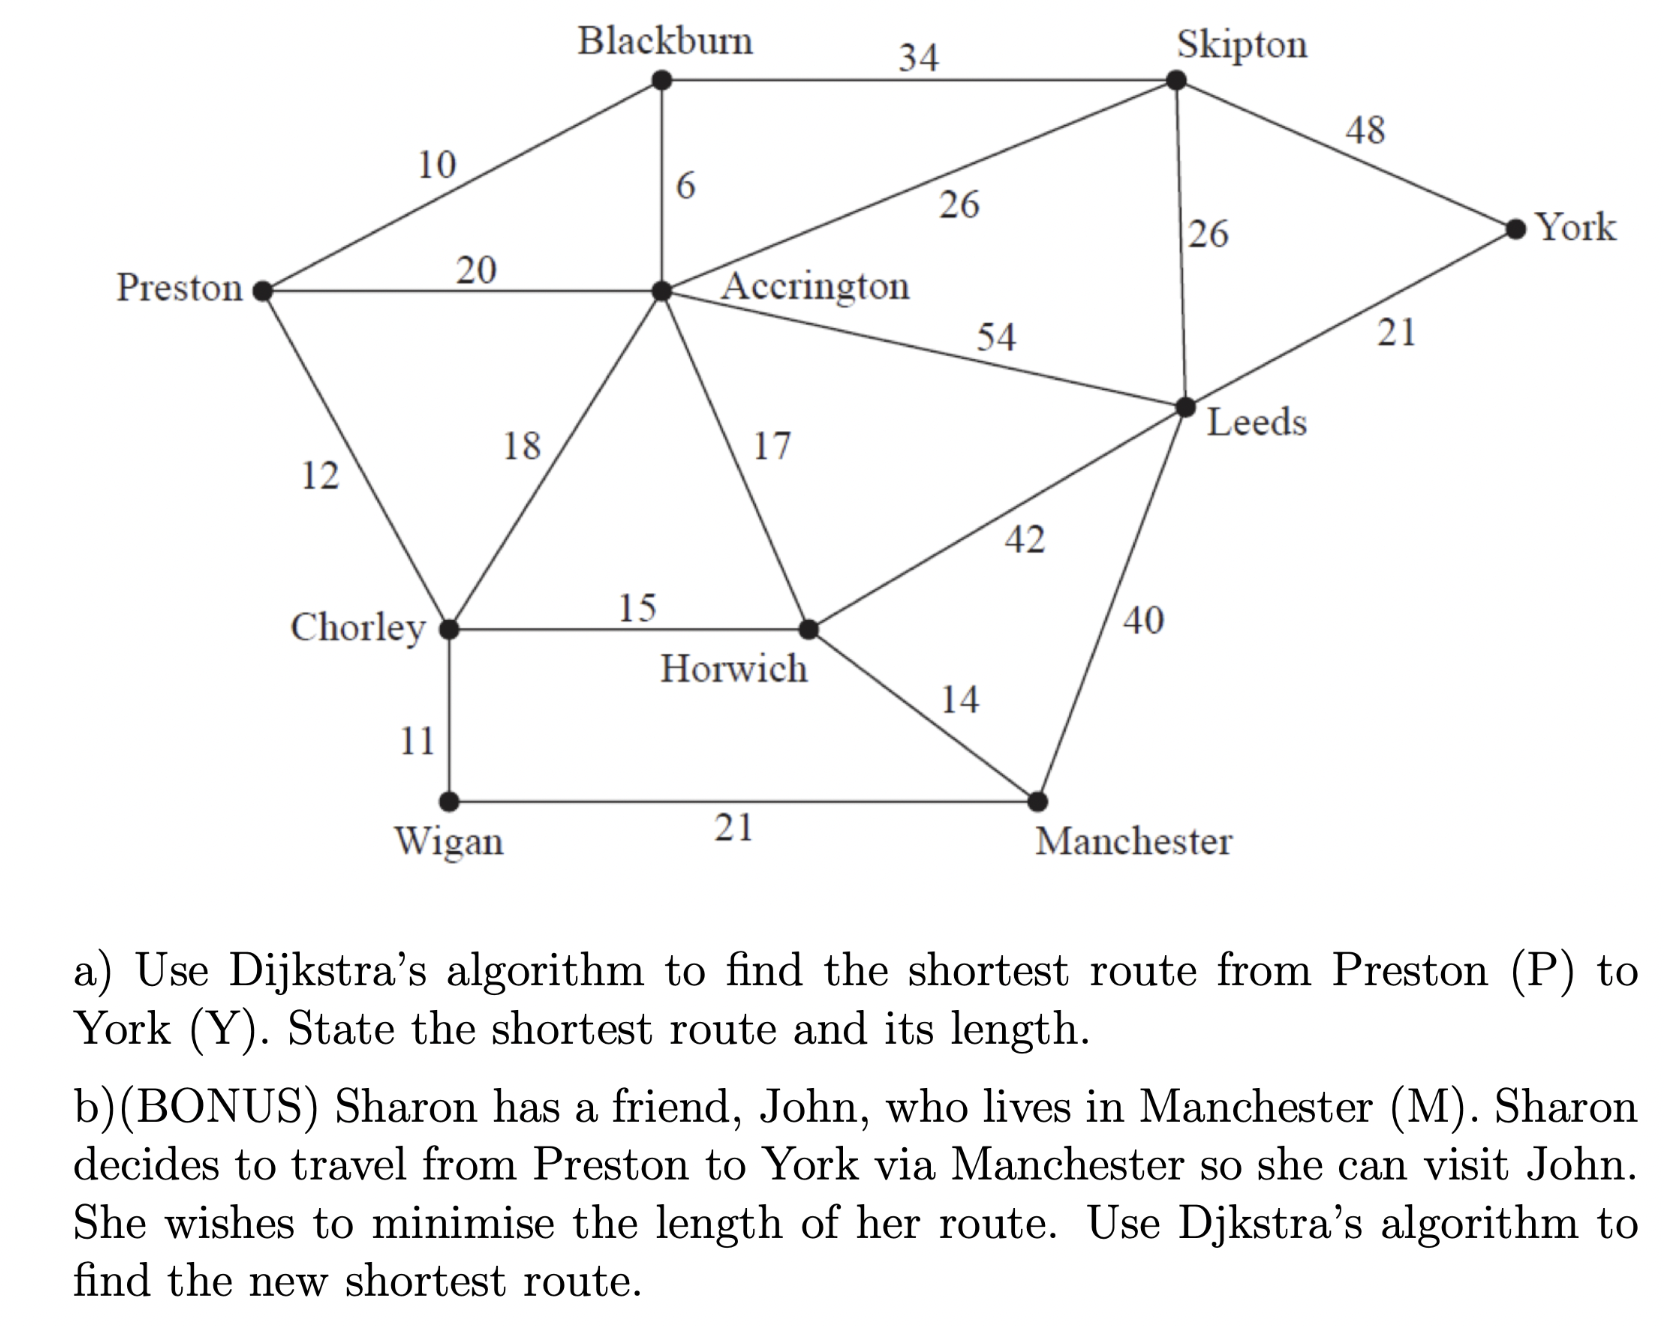 Blackburn
34
Skipton
48
10
6
26
26
York
Preston
20
Accrington
54
21
Leeds
18
17
12
42
15
40
Chorley
Horwich
14
11
21
Wigan
Manchester
a) Use Dijkstra's algorithm to find the shortest route from Preston (P) to
York (Y). State the shortest route and its length.
b)(BONUS) Sharon has a friend, John, who lives in Manchester (M). Sharon
decides to travel from Preston to York via Manchester so she can visit John.
She wishes to minimise the length of her route. Use Djkstra's algorithm to
find the new shortest route.